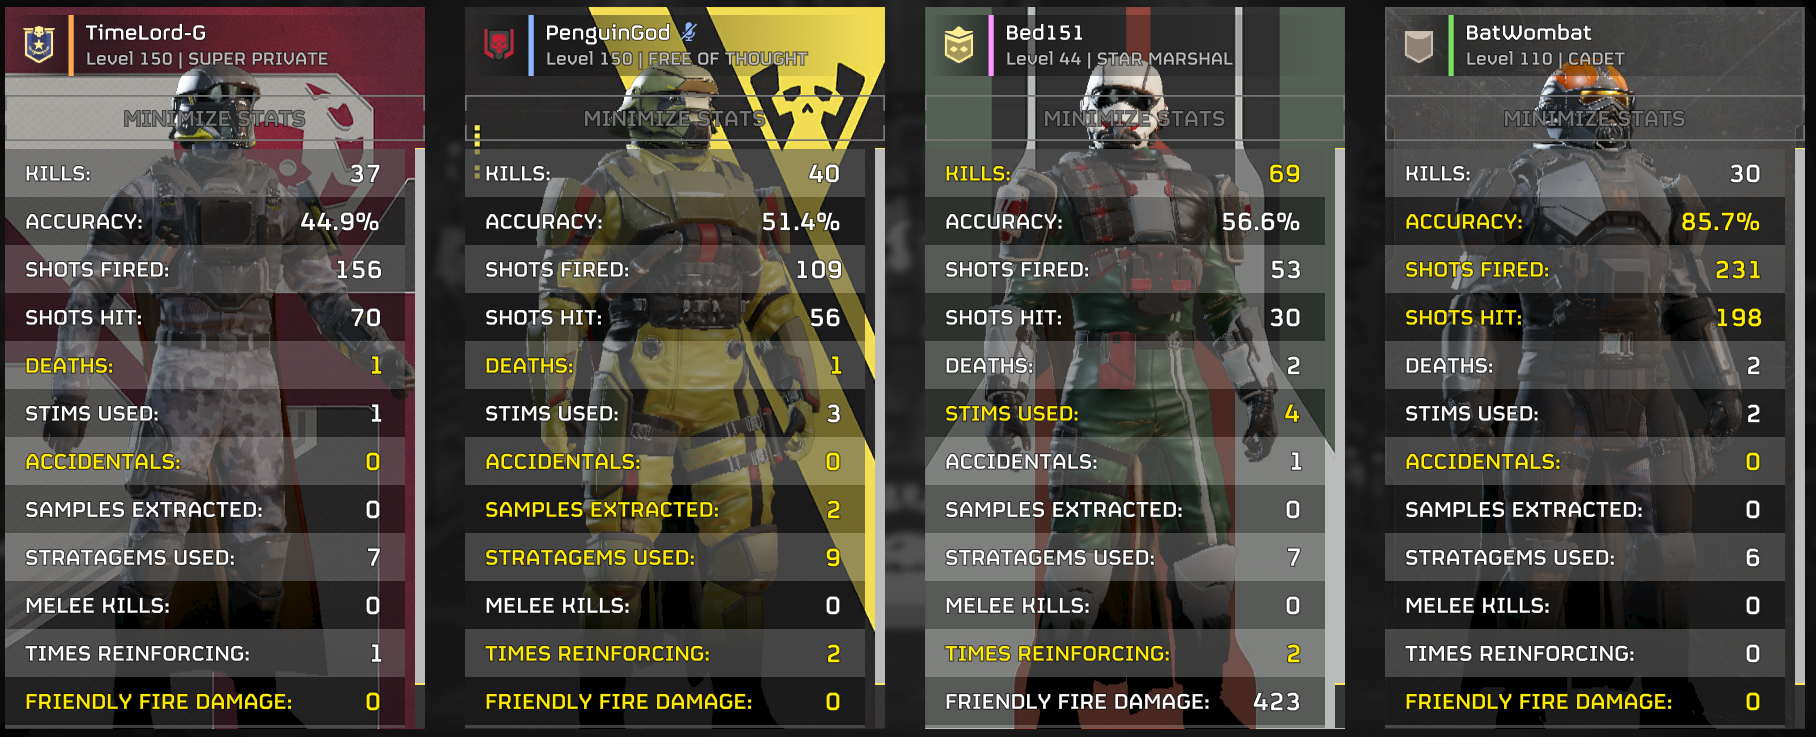 TimeLord-G
Level 150 | SUPER PRIVATE
MINIMIZE STATS
KILLS: 37
ACCURACY: 44.9%
SHOTS FIRED: 156
SHOTS HIT: 70
DEATHS: 1
STIMS USED: 1
ACCIDENTALS: 0
SAMPLES EXTRACTED: 0
STRATAGEMS USED: 7
MELEE KILLS: 0
TIMES REINFORCING: 1
FRIENDLY FIRE DAMAGE: 0
PenguinGod
Level 150 | FREE OF THOUGHT
MINIMIZE STATS
KILLS: 40
ACCURACY: 51.4%
SHOTS FIRED: 109
SHOTS HIT: 56
DEATHS: 1
STIMS USED: 3
ACCIDENTALS: 0
SAMPLES EXTRACTED: 2
STRATAGEMS USED: 9
MELEE KILLS: 0
TIMES REINFORCING: 2
FRIENDLY FIRE DAMAGE: 0
Bed151
Level 44 | STAR MARSHAL
MINIMIZE STATS
KILLS: 69
ACCURACY: 56.6%
SHOTS FIRED: 53
SHOTS HIT: 30
DEATHS: 2
STIMS USED: 4
ACCIDENTALS: 1
SAMPLES EXTRACTED: 0
STRATAGEMS USED: 7
MELEE KILLS: 0
TIMES REINFORCING: 2
FRIENDLY FIRE DAMAGE: 423
BatWombat
Level 110 | CADET
MINIMIZE STATS
KILLS: 30
ACCURACY: 85.7%
SHOTS FIRED: 231
SHOTS HIT: 198
DEATHS: 2
STIMS USED: 2
ACCIDENTALS: 0
SAMPLES EXTRACTED: 0
STRATAGEMS USED: 6
MELEE KILLS: 0
TIMES REINFORCING: 0
FRIENDLY FIRE DAMAGE: 0